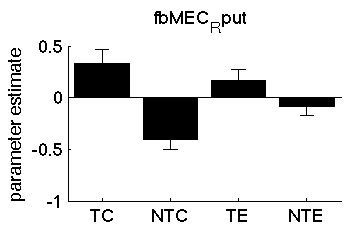 fbMEC_Rput
parameter estimate
0.5
0
-0.5
-1
TC NTC TE NTE